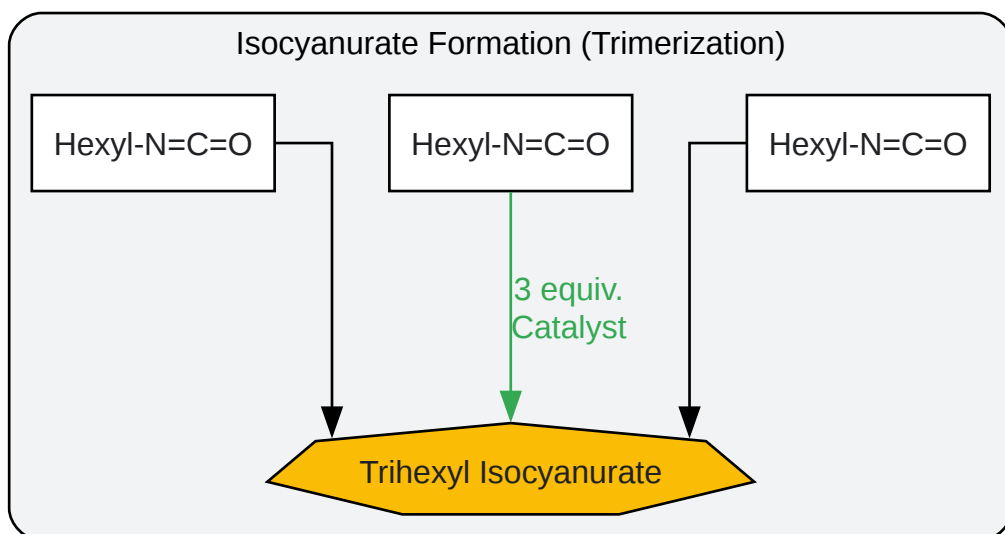 Isocyanurate Formation (Trimerization)
Hexyl-N=C=O
Hexyl-N=C=O
Hexyl-N=C=O
3 equiv.
Catalyst
Trihexyl Isocyanurate